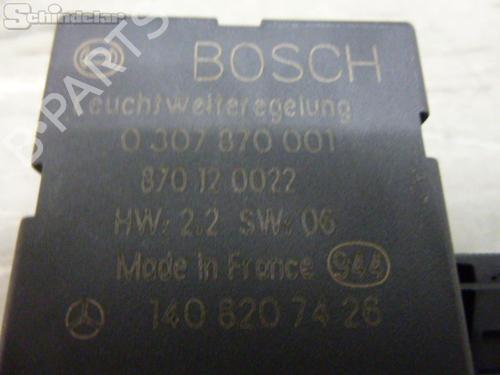 Schindelar
B-PARTS
BOSCH
euchtweiteregelung
0 307 870 001
870 12 0022
HW: 2.2 SW: 06
Made in France 944
140 820 74 26